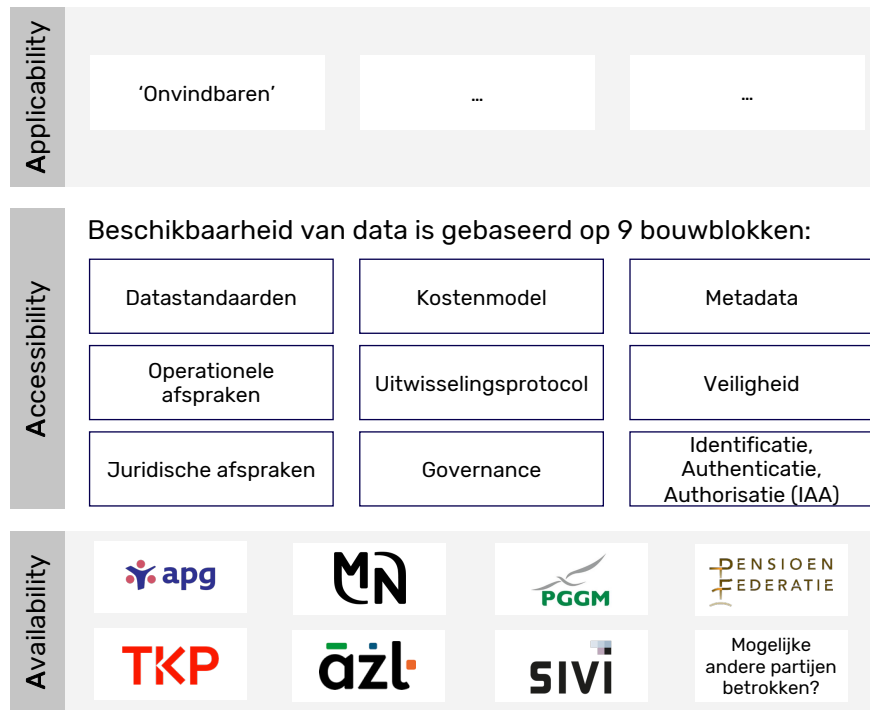 Applicability
'Onvindbaren'
...
...
Accessibility
Beschikbaarheid van data is gebaseerd op 9 bouwblokken:
Datastandaarden
Kostenmodel
Metadata
Operationele
afspraken
Uitwisselingsprotocol
Veiligheid
Juridische afspraken
Governance
Identificatie,
Authenticatie,
Authorisatie (IAA)
Availability
apg
MN
PGGM
PENSIOEN
FEDERATIE
TKP
azl
SIVI
Mogelijke
andere partijen
betrokken?